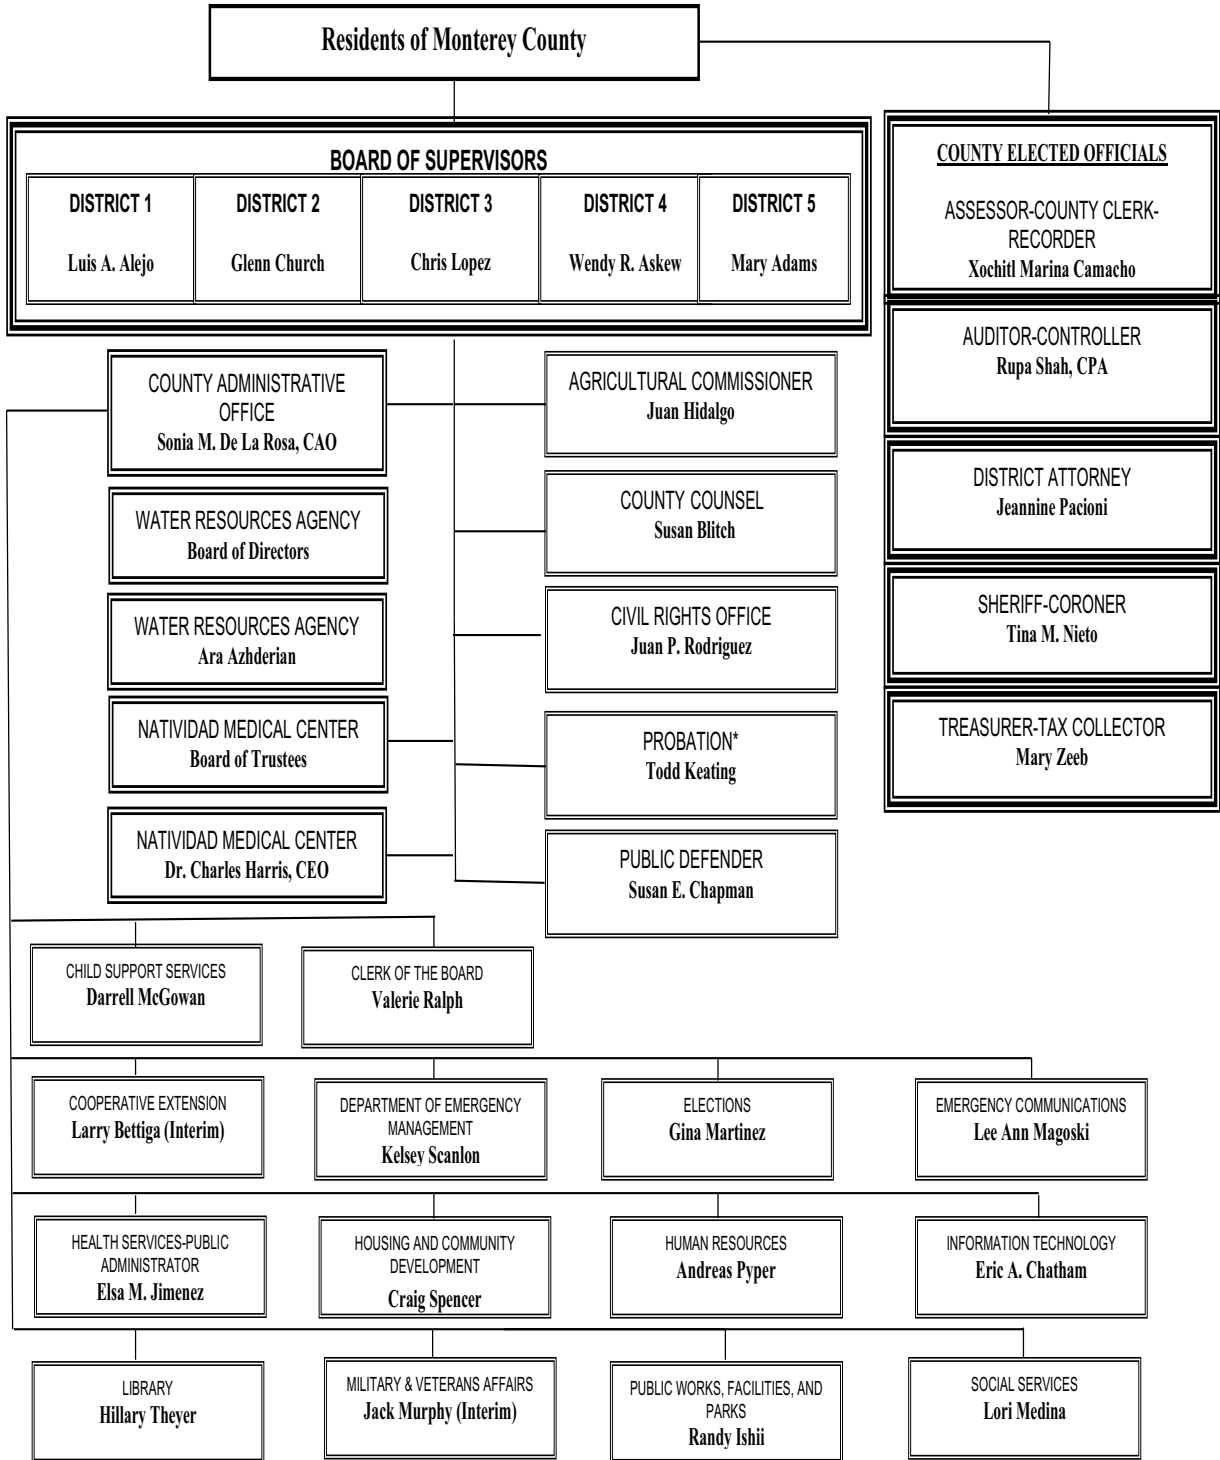 Residents of Monterey County
BOARD OF SUPERVISORS
DISTRICT 1
Luis A. Alejo
DISTRICT 2
Glenn Church
DISTRICT 3
Chris Lopez
DISTRICT 4
Wendy R. Askew
DISTRICT 5
Mary Adams
COUNTY ELECTED OFFICIALS
ASSESSOR-COUNTY CLERK-
RECORDER
Xochitl Marina Camacho
AUDITOR-CONTROLLER
Rupa Shah, CPA
DISTRICT ATTORNEY
Jeannine Pacioni
SHERIFF-CORONER
Tina M. Nieto
TREASURER-TAX COLLECTOR
Mary Zeeb
COUNTY ADMINISTRATIVE
OFFICE
Sonia M. De La Rosa, CAO
WATER RESOURCES AGENCY
Board of Directors
WATER RESOURCES AGENCY
Ara Azhderian
NATIVIDAD MEDICAL CENTER
Board of Trustees
NATIVIDAD MEDICAL CENTER
Dr. Charles Harris, CEO
AGRICULTURAL COMMISSIONER
Juan Hidalgo
COUNTY COUNSEL
Susan Blitch
CIVIL RIGHTS OFFICE
Juan P. Rodriguez
PROBATION*
Todd Keating
PUBLIC DEFENDER
Susan E. Chapman
CHILD SUPPORT SERVICES
Darrell McGowan
CLERK OF THE BOARD
Valerie Ralph
COOPERATIVE EXTENSION
Larry Bettiga (Interim)
DEPARTMENT OF EMERGENCY
MANAGEMENT
Kelsey Scanlon
ELECTIONS
Gina Martinez
EMERGENCY COMMUNICATIONS
Lee Ann Magoski
HEALTH SERVICES-PUBLIC
ADMINISTRATOR
Elsa M. Jimenez
HOUSING AND COMMUNITY
DEVELOPMENT
Craig Spencer
HUMAN RESOURCES
Andreas Pyper
INFORMATION TECHNOLOGY
Eric A. Chatham
LIBRARY
Hillary Theyer
MILITARY & VETERANS AFFAIRS
Jack Murphy (Interim)
PUBLIC WORKS, FACILITIES, AND
PARKS
Randy Ishii
SOCIAL SERVICES
Lori Medina